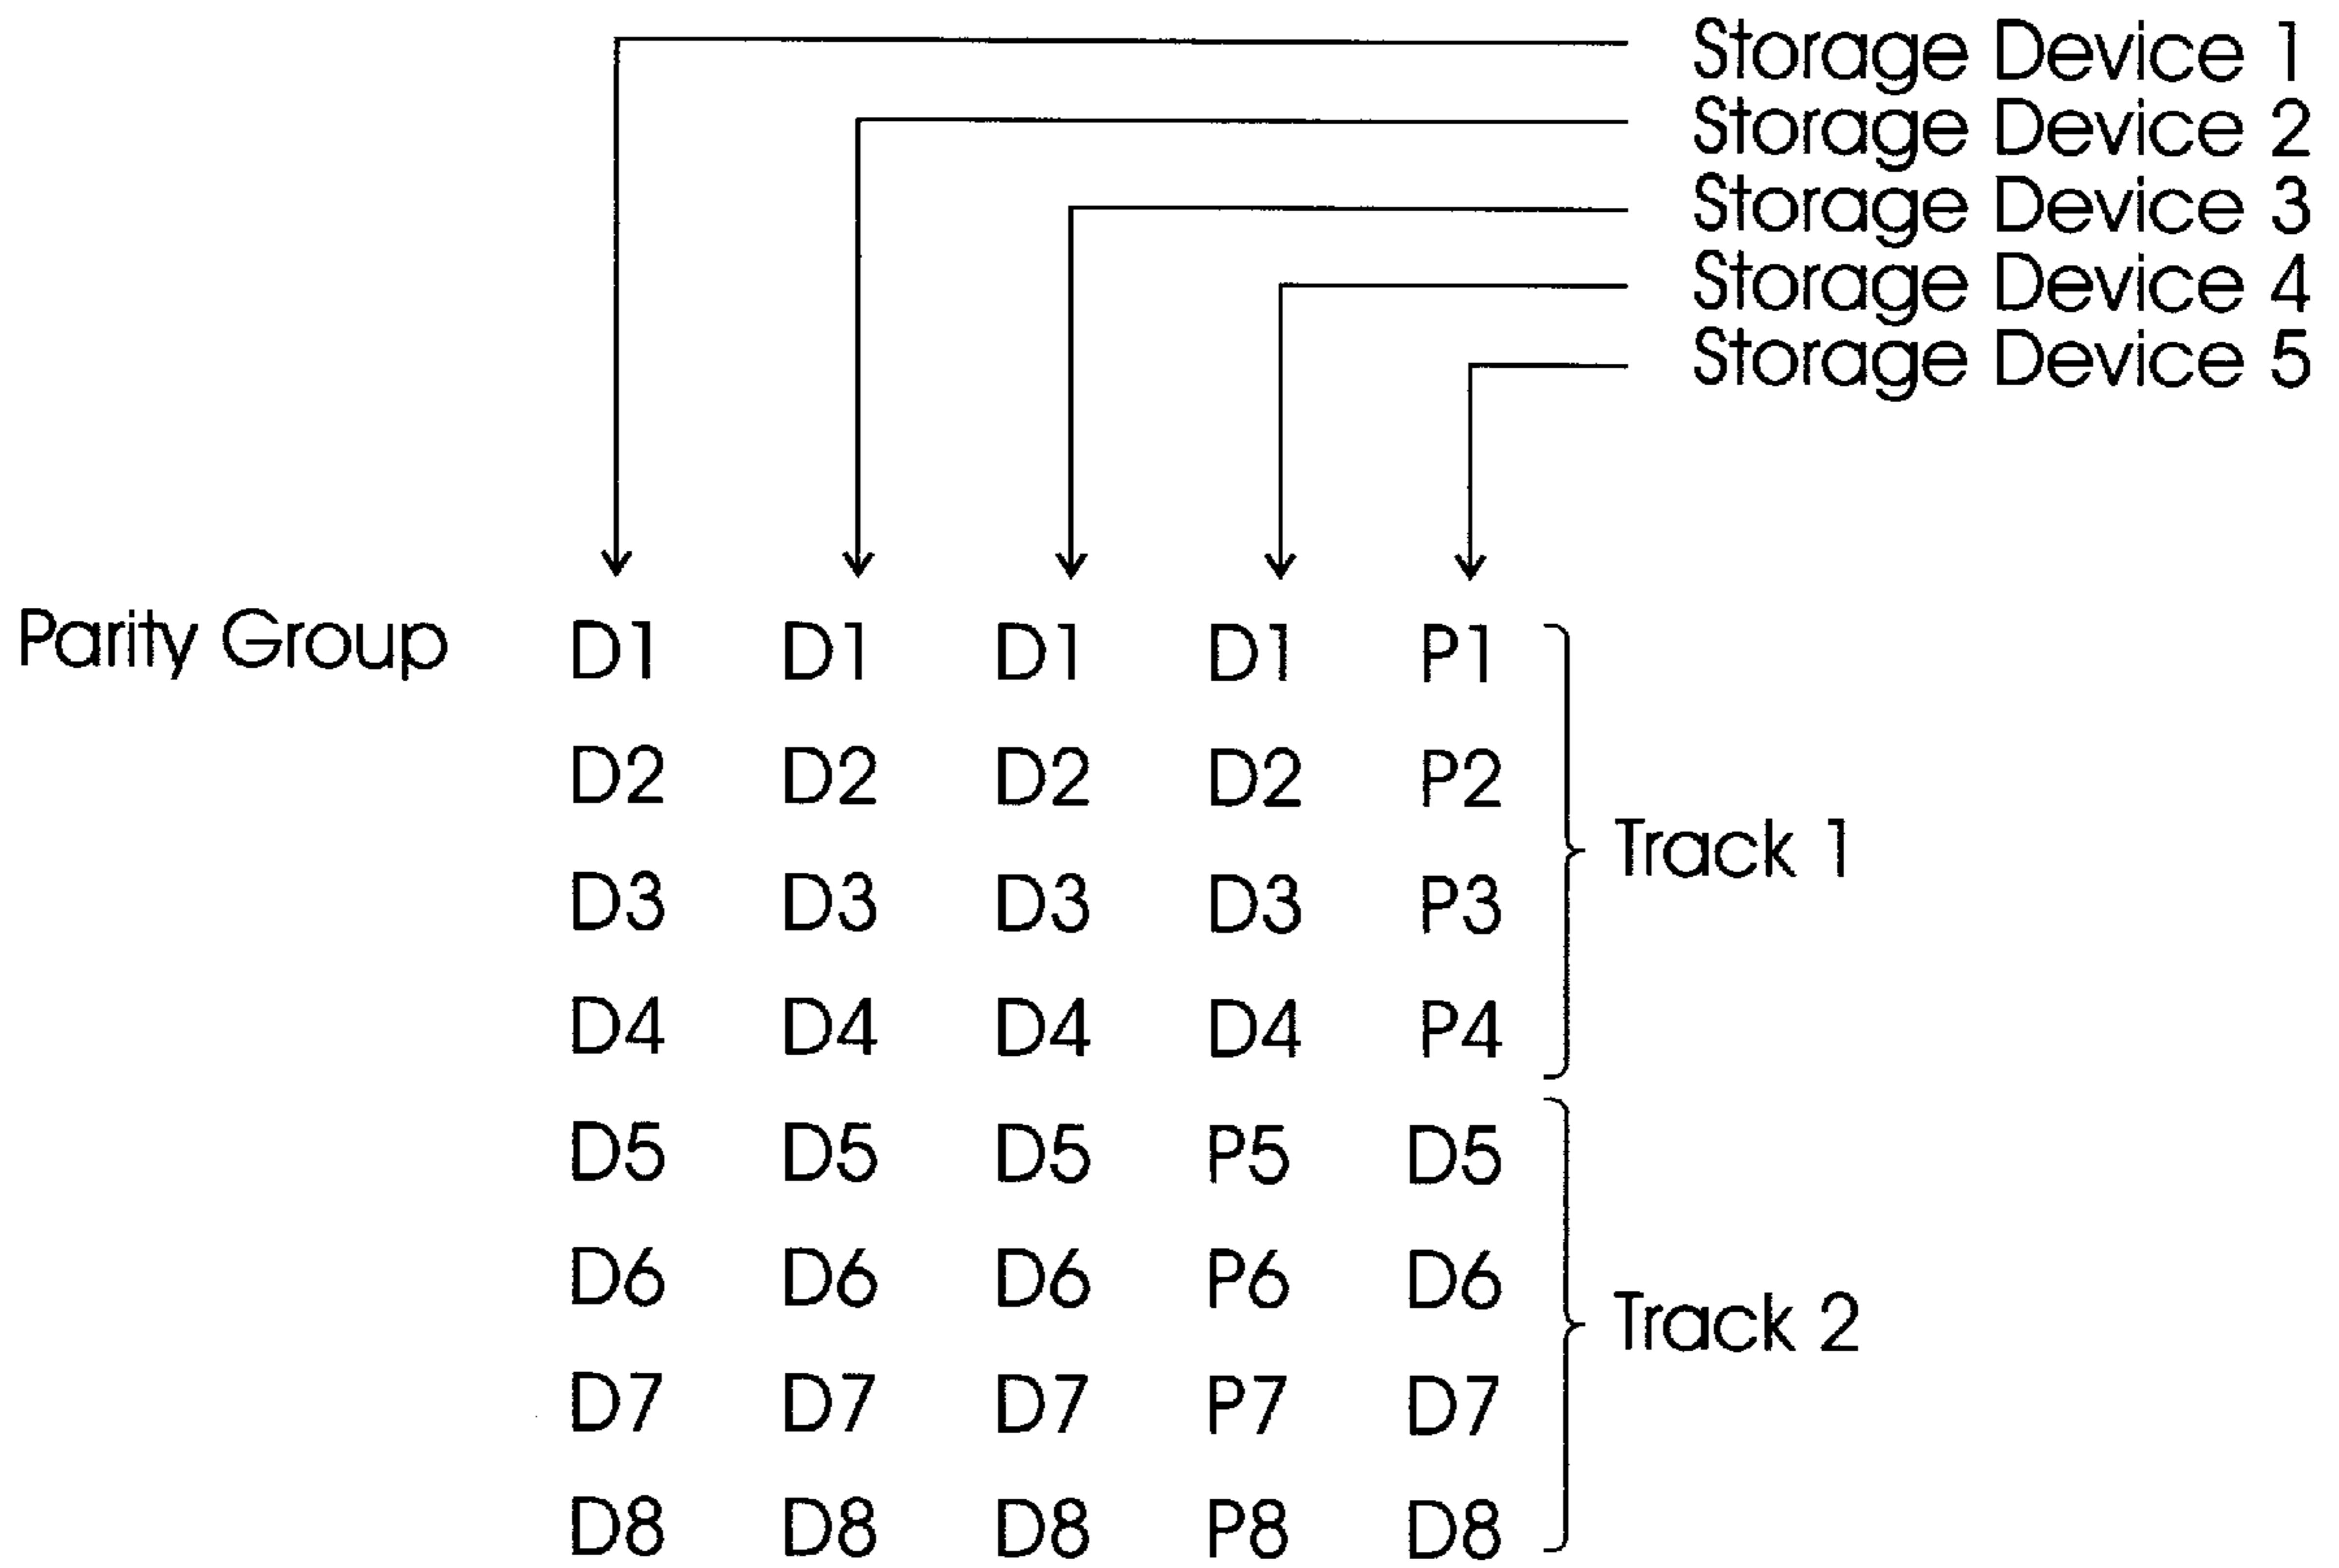 Storage Device 1
Storage Device 2
Storage Device 3
Storage Device 4
Storage Device 5
Parity Group D1 D1 D1 D1 P1
D2 D2 D2 D2 P2
D3 D3 D3 D3 P3
Track 1
D4 D4 D4 D4 P4
D5 D5 D5 P5 D5
D6 D6 D6 P6 D6
Track 2
D7 D7 D7 P7 D7
D8 D8 D8 P8 D8